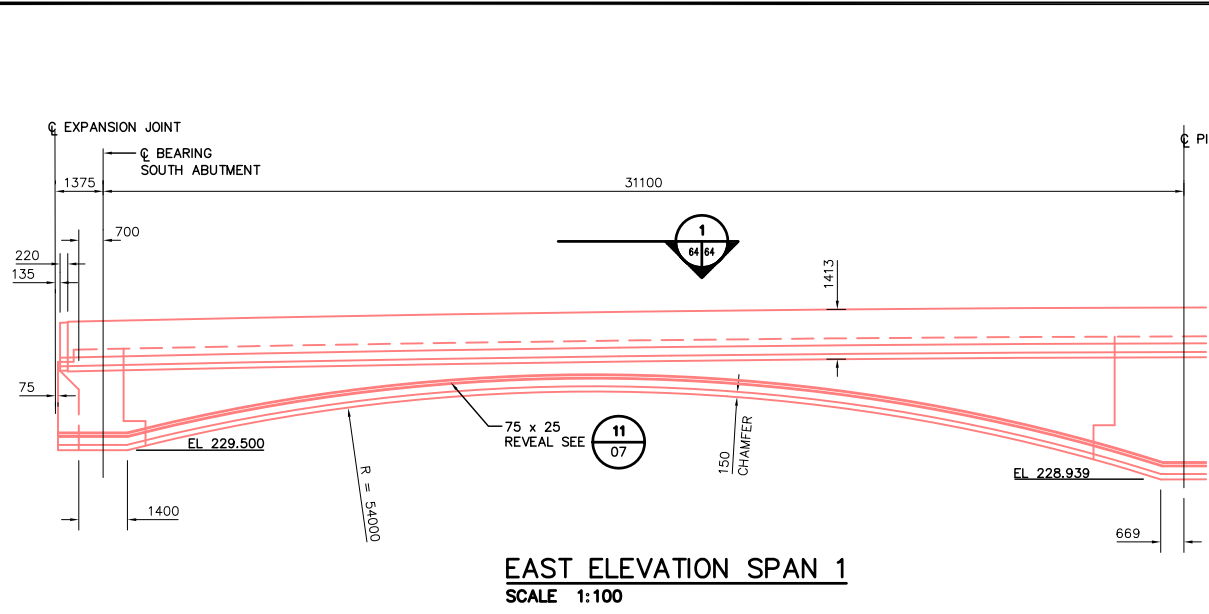 ℄ EXPANSION JOINT
℄ BEARING
SOUTH ABUTMENT
℄ PI
1375
31100
700
220
135
1
64 64
1413
75
75 x 25
REVEAL SEE
11
07
EL 229.500
150
CHAMFER
R = 54000
EL 228.939
1400
669
EAST ELEVATION SPAN 1
SCALE 1:100